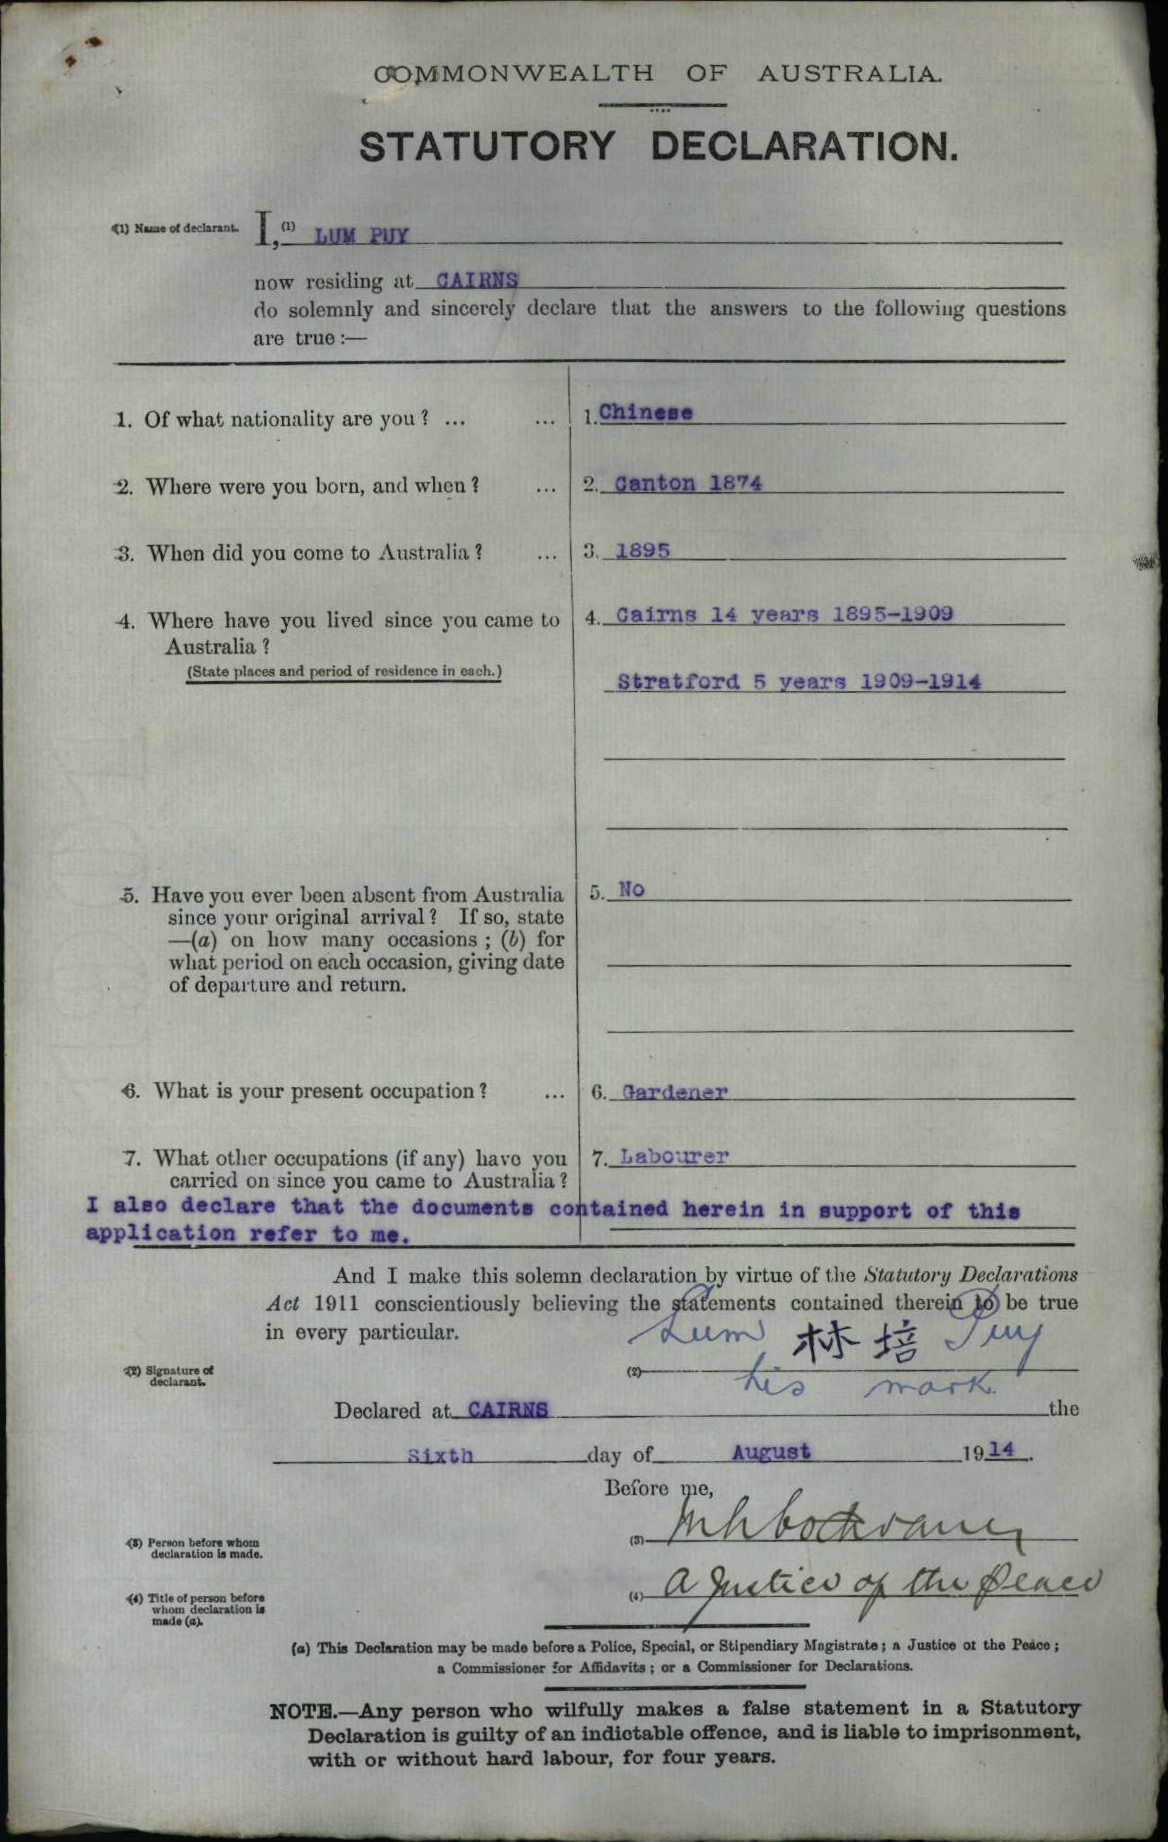 COMMONWEALTH OF AUSTRALIA.
STATUTORY DECLARATION.
(1) Name of declarant. I,(1) LUM PUY
now residing at CAIRNS
do solemnly and sincerely declare that the answers to the following questions
are true :—
1. Of what nationality are you ? ... ... 1. Chinese
2. Where were you born, and when ? ... 2. Canton 1874
3. When did you come to Australia ? ... 3. 1895
4. Where have you lived since you came to 4. Cairns 14 years 1895-1909
Australia ?
(State places and period of residence in each.)
Stratford 5 years 1909-1914
5. Have you ever been absent from Australia 5. No
since your original arrival ? If so, state
—(a) on how many occasions ; (b) for
what period on each occasion, giving date
of departure and return.
6. What is your present occupation ? ... 6. Gardener
7. What other occupations (if any) have you 7. Labourer
carried on since you came to Australia ?
I also declare that the documents contained herein in support of this
application refer to me.
And I make this solemn declaration by virtue of the Statutory Declarations
Act 1911 conscientiously believing the statements contained therein to be true
in every particular.
Lum 林培 Puy
(2) Signature of (2)
declarant.
his mark.
Declared at CAIRNS the
Sixth day of August 1914.
Before me,
(3) Person before whom (3)
declaration is made.
(4) Title of person before (4) A Justice of the Peace
whom declaration is
made (a).
(a) This Declaration may be made before a Police, Special, or Stipendiary Magistrate ; a Justice of the Peace ;
a Commissioner for Affidavits ; or a Commissioner for Declarations.
NOTE.—Any person who wilfully makes a false statement in a Statutory
Declaration is guilty of an indictable offence, and is liable to imprisonment,
with or without hard labour, for four years.